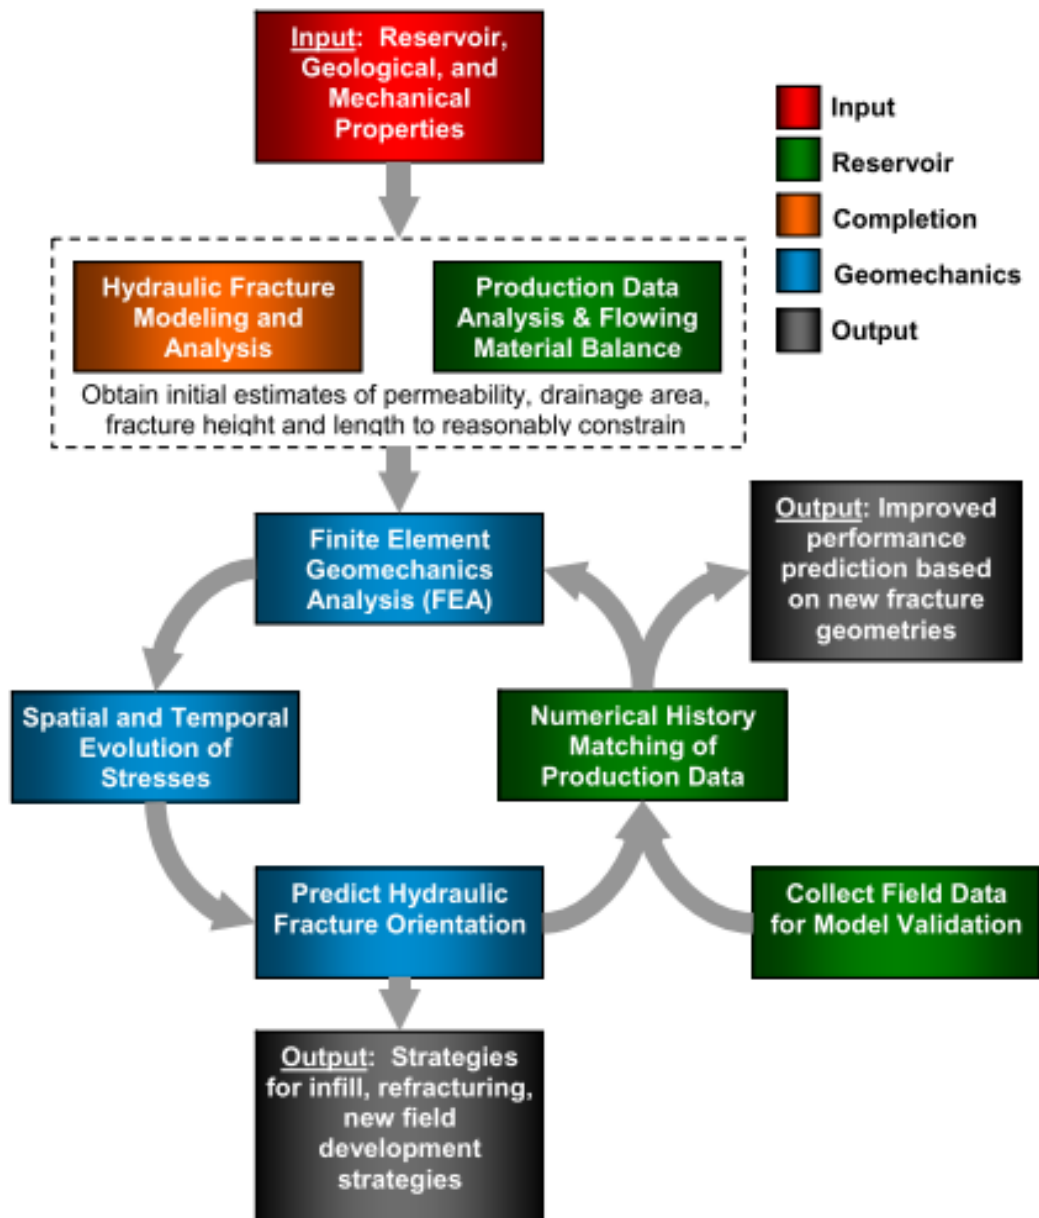 Input: Reservoir,
Geological, and
Mechanical
Properties
Input
Reservoir
Completion
Geomechanics
Output
Hydraulic Fracture
Modeling and
Analysis
Production Data
Analysis & Flowing
Material Balance
Obtain initial estimates of permeability, drainage area,
fracture height and length to reasonably constrain
Finite Element
Geomechanics
Analysis (FEA)
Output: Improved
performance
prediction based
on new fracture
geometries
Spatial and Temporal
Evolution of
Stresses
Numerical History
Matching of
Production Data
Predict Hydraulic
Fracture Orientation
Collect Field Data
for Model Validation
Output: Strategies
for infill, refracturing,
new field
development
strategies